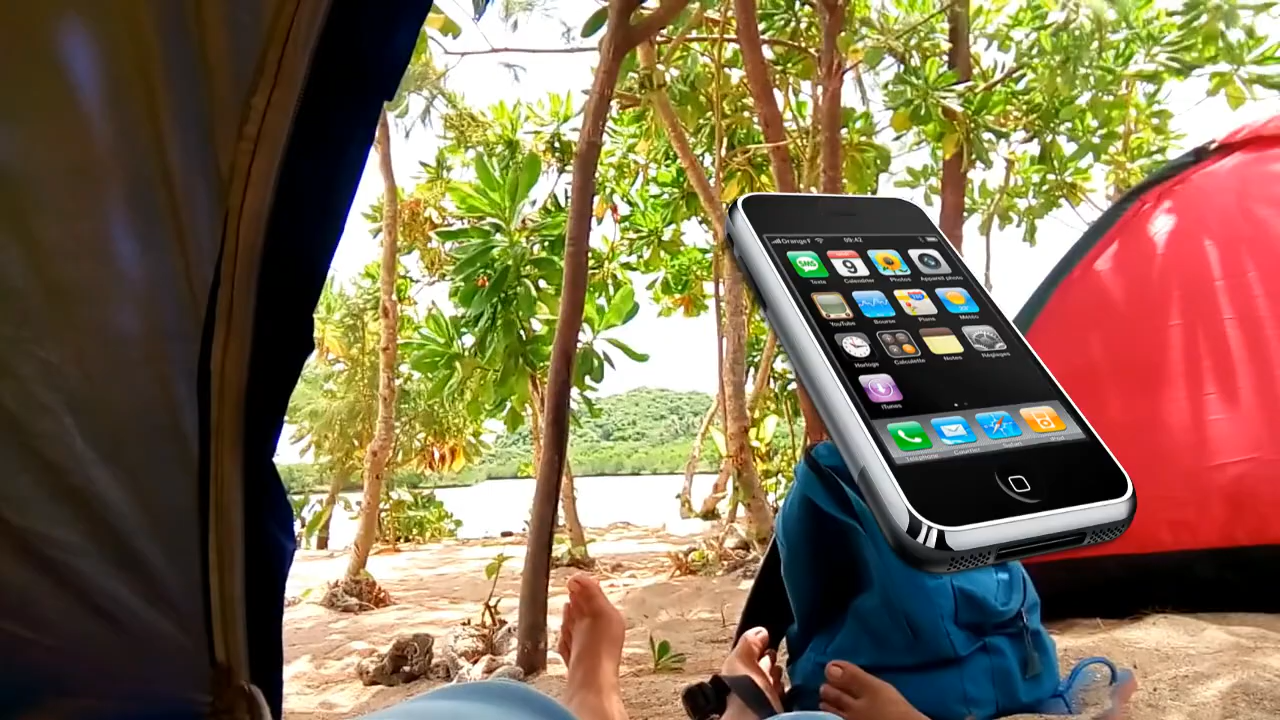 Orange F 09:42
SMS 9
Texte Calendrier Photos Appareil photo
YouTube Bourse Plans Météo
Horloge Calculette Notes Réglages
iTunes
Téléphone Courrier Safari iPod